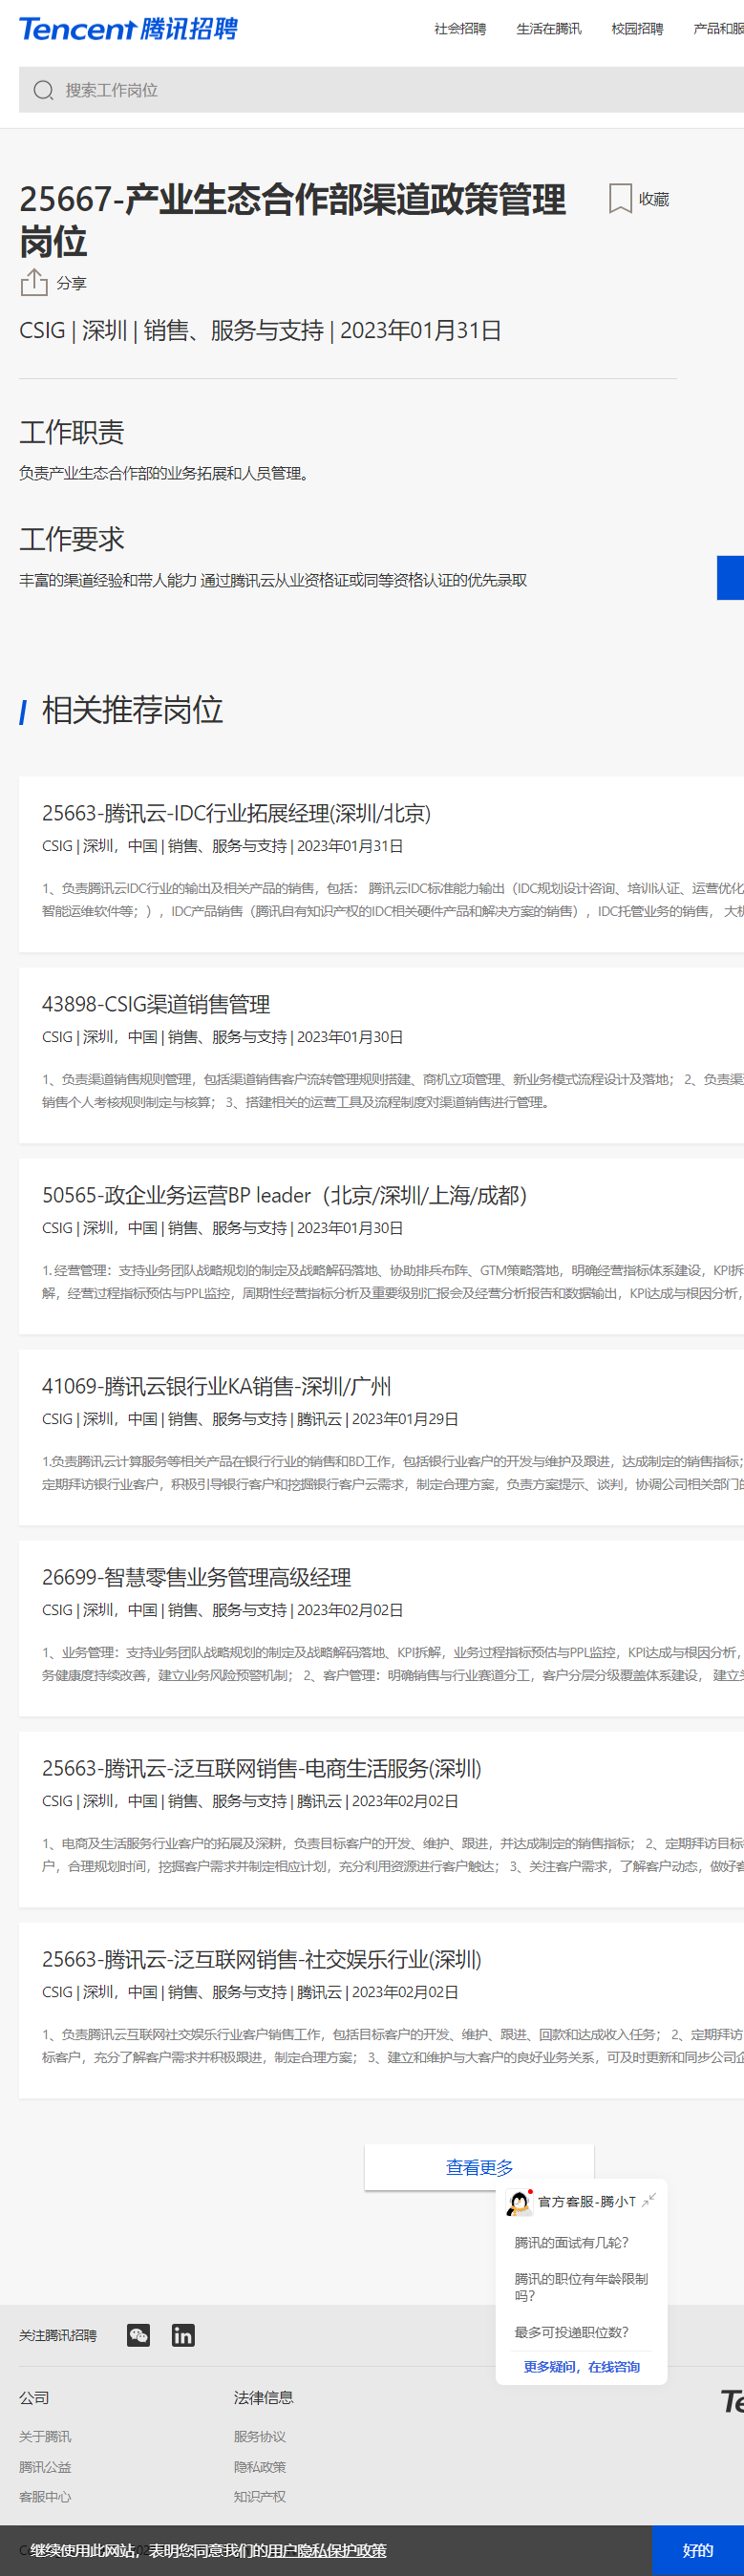 Tencent 腾讯招聘
社会招聘 生活在腾讯 校园招聘 产品和服
搜索工作岗位
25667-产业生态合作部渠道政策管理
岗位
收藏
分享
CSIG | 深圳 | 销售、服务与支持 | 2023年01月31日
工作职责
负责产业生态合作部的业务拓展和人员管理。
工作要求
丰富的渠道经验和带人能力 通过腾讯云从业资格证或同等资格认证的优先录取
相关推荐岗位
25663-腾讯云-IDC行业拓展经理(深圳/北京)
CSIG | 深圳，中国 | 销售、服务与支持 | 2023年01月31日
1、负责腾讯云IDC行业的输出及相关产品的销售，包括： 腾讯云IDC标准能力输出（IDC规划设计咨询、培训认证、运营优化
智能运维软件等；），IDC产品销售（腾讯自有知识产权的IDC相关硬件产品和解决方案的销售），IDC托管业务的销售， 大机
43898-CSIG渠道销售管理
CSIG | 深圳，中国 | 销售、服务与支持 | 2023年01月30日
1、负责渠道销售规则管理，包括渠道销售客户流转管理规则搭建、商机立项管理、新业务模式流程设计及落地； 2、负责渠
销售个人考核规则制定与核算； 3、搭建相关的运营工具及流程制度对渠道销售进行管理。
50565-政企业务运营BP leader（北京/深圳/上海/成都）
CSIG | 深圳，中国 | 销售、服务与支持 | 2023年01月30日
1. 经营管理：支持业务团队战略规划的制定及战略解码落地、协助排兵布阵、GTM策略落地，明确经营指标体系建设，KPI拆
解，经营过程指标预估与PPL监控，周期性经营指标分析及重要级别汇报会及经营分析报告和数据输出，KPI达成与根因分析，
41069-腾讯云银行业KA销售-深圳/广州
CSIG | 深圳，中国 | 销售、服务与支持 | 腾讯云 | 2023年01月29日
1.负责腾讯云计算服务等相关产品在银行行业的销售和BD工作，包括银行业客户的开发与维护及跟进，达成制定的销售指标；
定期拜访银行业客户，积极引导银行客户和挖掘银行客户云需求，制定合理方案，负责方案提示、谈判，协调公司相关部门的
26699-智慧零售业务管理高级经理
CSIG | 深圳，中国 | 销售、服务与支持 | 2023年02月02日
1、业务管理：支持业务团队战略规划的制定及战略解码落地、KPI拆解，业务过程指标预估与PPL监控，KPI达成与根因分析，
务健康度持续改善，建立业务风险预警机制； 2、客户管理：明确销售与行业赛道分工，客户分层分级覆盖体系建设， 建立头
25663-腾讯云-泛互联网销售-电商生活服务(深圳)
CSIG | 深圳，中国 | 销售、服务与支持 | 腾讯云 | 2023年02月02日
1、电商及生活服务行业客户的拓展及深耕，负责目标客户的开发、维护、跟进，并达成制定的销售指标； 2、定期拜访目标
户，合理规划时间，挖掘客户需求并制定相应计划，充分利用资源进行客户触达； 3、关注客户需求，了解客户动态，做好客
25663-腾讯云-泛互联网销售-社交娱乐行业(深圳)
CSIG | 深圳，中国 | 销售、服务与支持 | 腾讯云 | 2023年02月02日
1、负责腾讯云互联网社交娱乐行业客户销售工作，包括目标客户的开发、维护、跟进、回款和达成收入任务； 2、定期拜访
标客户，充分了解客户需求并积极跟进，制定合理方案； 3、建立和维护与大客户的良好业务关系，可及时更新和同步公司企
查看更多
官方客服-腾小T
腾讯的面试有几轮？
腾讯的职位有年龄限制
吗？
最多可投递职位数？
更多疑问，在线咨询
关注腾讯招聘
公司 法律信息
关于腾讯 服务协议
腾讯公益 隐私政策
客服中心 知识产权
Te
继续使用此网站，表明您同意我们的用户隐私保护政策
好的